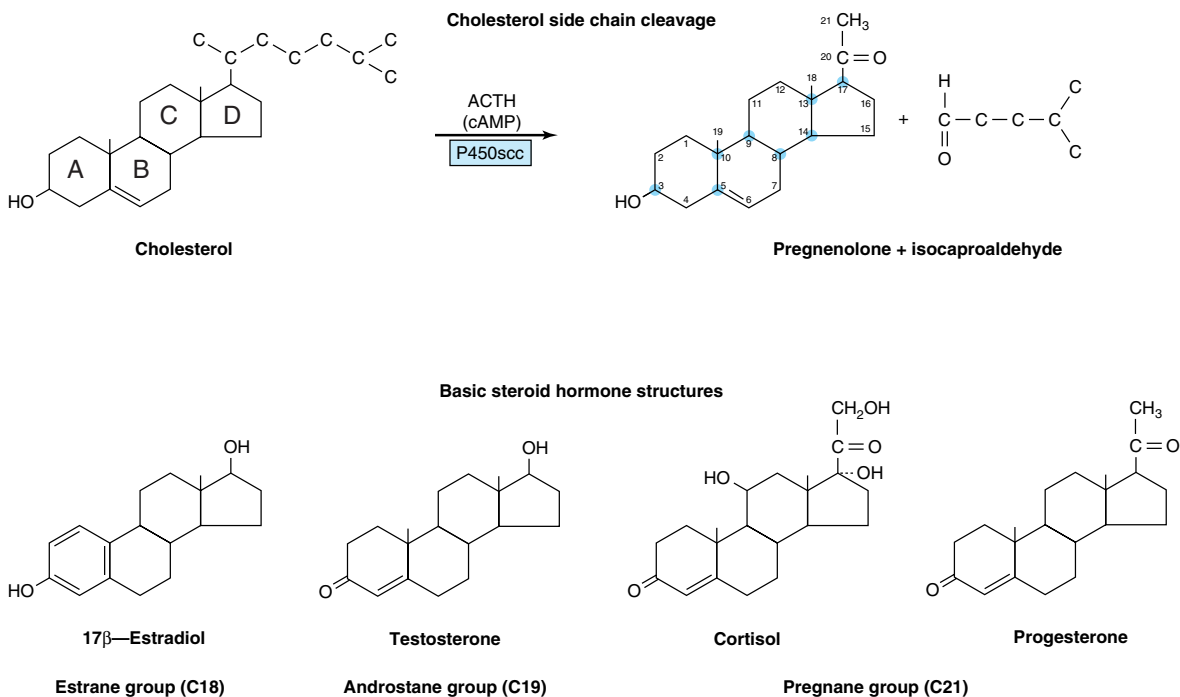 Cholesterol side chain cleavage
C C C C C
C C C
C
A B C D
HO
Cholesterol
ACTH
(cAMP)
P450scc
21 CH3
20 C=O
18
17
12
13
16
11
19
14
15
1
9
2
10
8
3
5
7
4
6
HO
+
H
C C C C C
O
C
Pregnenolone + isocaproaldehyde
Basic steroid hormone structures
OH
HO
17β—Estradiol
Estrane group (C18)
OH
O
Testosterone
Androstane group (C19)
CH2OH
C=O
HO
OH
O
Cortisol
CH3
C=O
O
Progesterone
Pregnane group (C21)